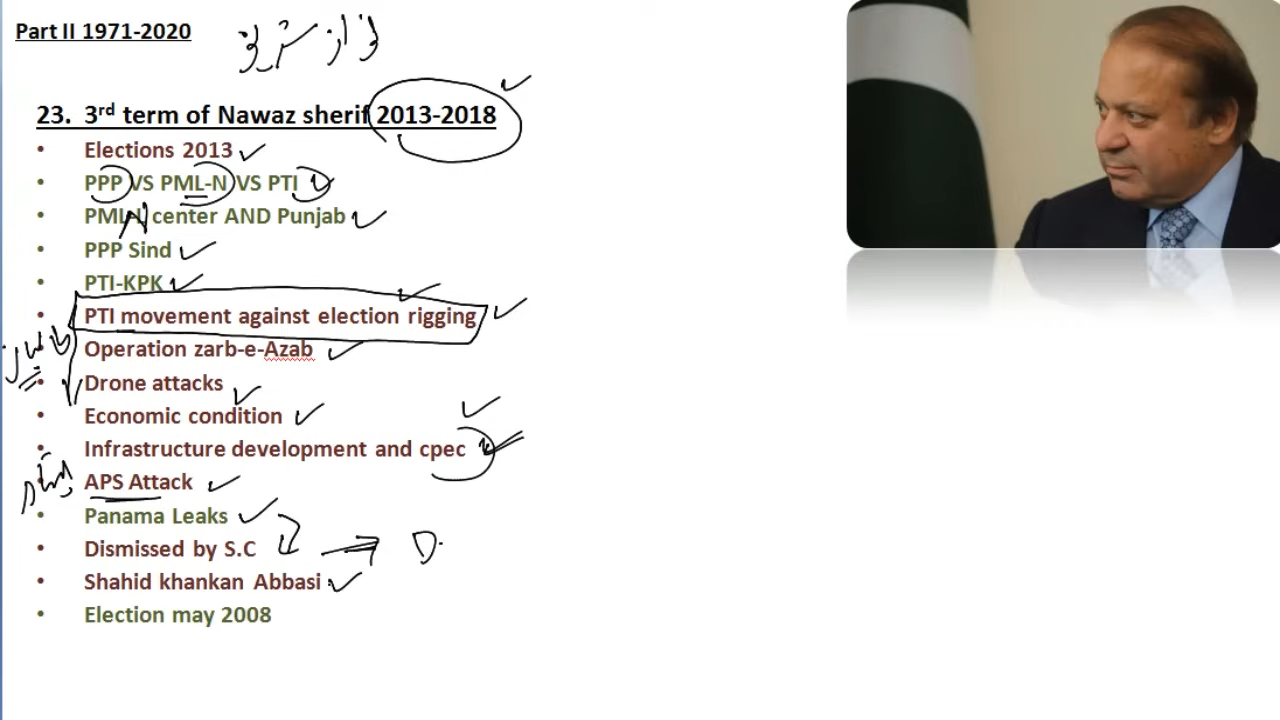 Part II 1971-2020
23. 3rd term of Nawaz sherif 2013-2018
• Elections 2013
• PPP VS PML-N VS PTI
• PMLN center AND Punjab
• PPP Sind
• PTI-KPK
• PTI movement against election rigging
• Operation zarb-e-Azab
• Drone attacks
• Economic condition
• Infrastructure development and cpec
• APS Attack
• Panama Leaks
• Dismissed by S.C
• Shahid khankan Abbasi
• Election may 2008